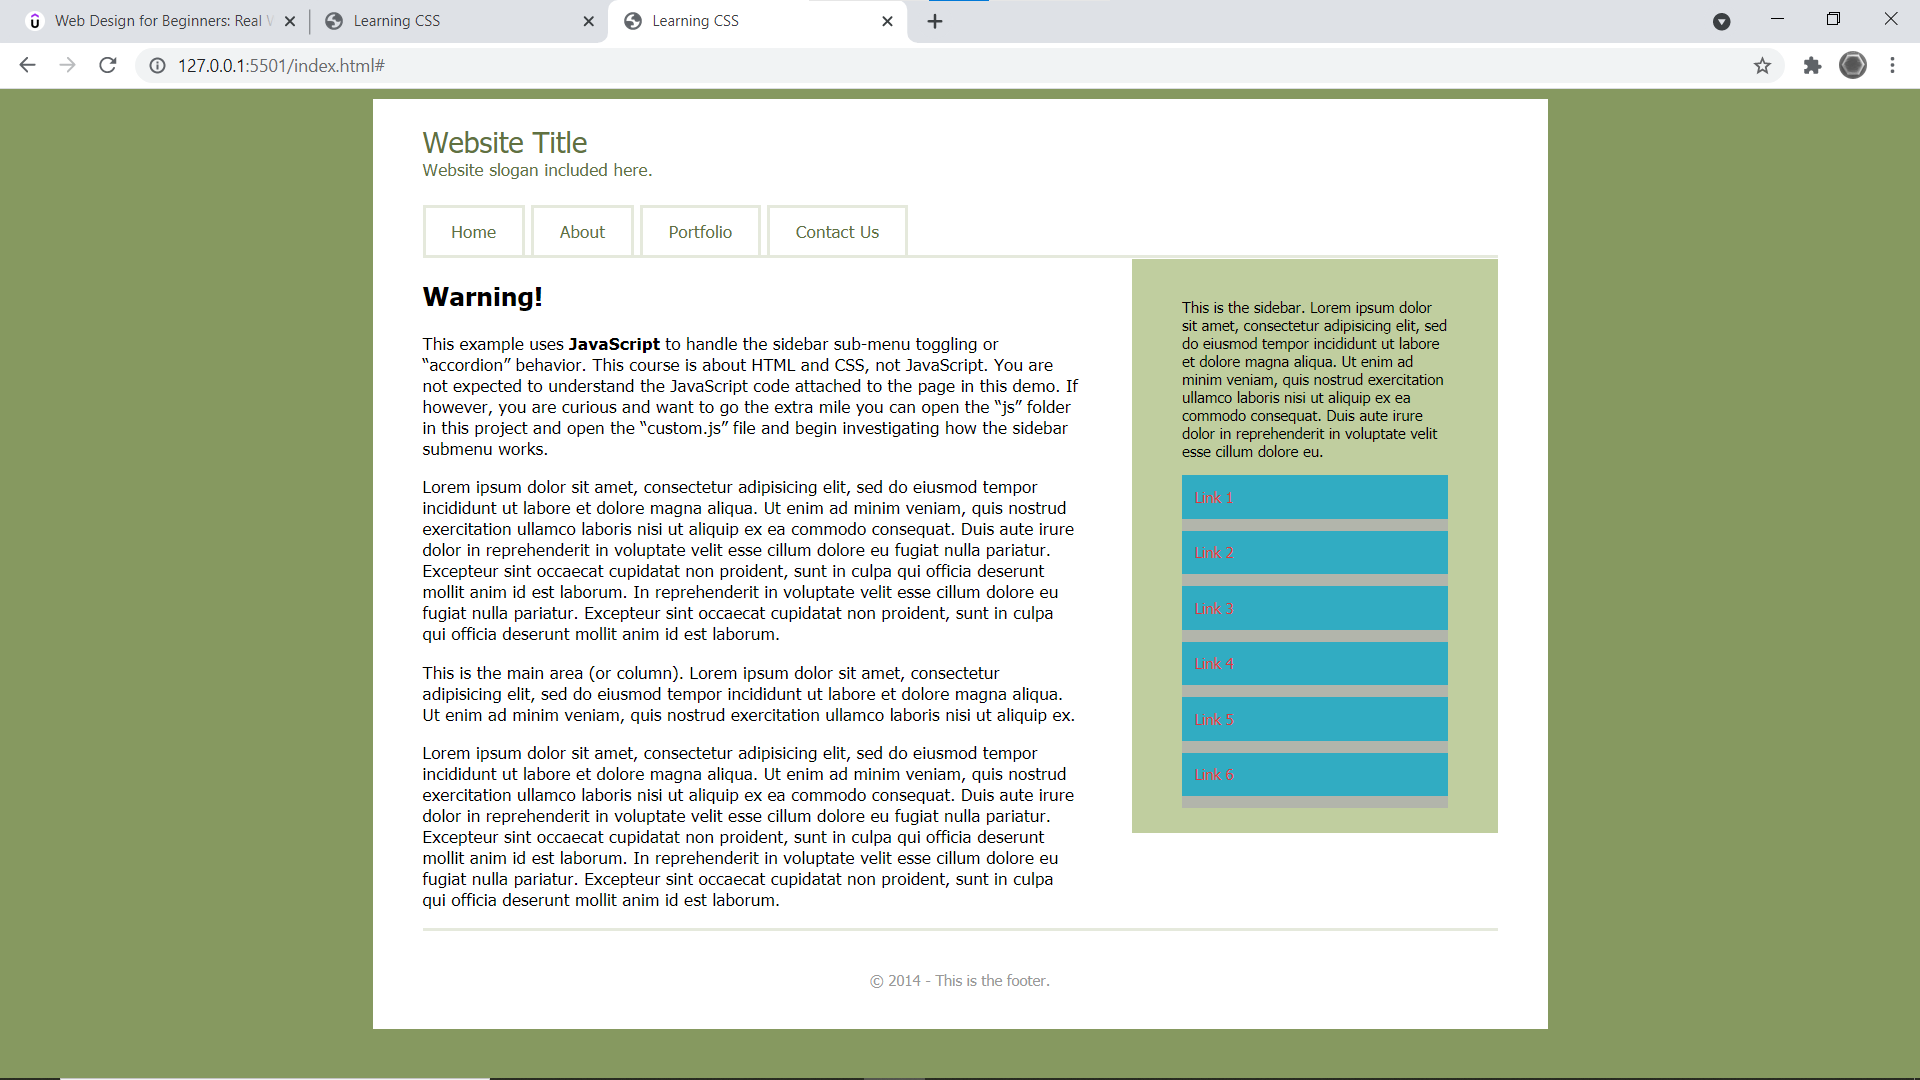 Web Design for Beginners: Real
Learning CSS
Learning CSS
127.0.0.1:5501/index.html#
Website Title
Website slogan included here.
Home
About
Portfolio
Contact Us
Warning!
This example uses JavaScript to handle the sidebar sub-menu toggling or
“accordion” behavior. This course is about HTML and CSS, not JavaScript. You are
not expected to understand the JavaScript code attached to the page in this demo. If
however, you are curious and want to go the extra mile you can open the “js” folder
in this project and open the “custom.js” file and begin investigating how the sidebar
submenu works.
Lorem ipsum dolor sit amet, consectetur adipisicing elit, sed do eiusmod tempor
incididunt ut labore et dolore magna aliqua. Ut enim ad minim veniam, quis nostrud
exercitation ullamco laboris nisi ut aliquip ex ea commodo consequat. Duis aute irure
dolor in reprehenderit in voluptate velit esse cillum dolore eu fugiat nulla pariatur.
Excepteur sint occaecat cupidatat non proident, sunt in culpa qui officia deserunt
mollit anim id est laborum. In reprehenderit in voluptate velit esse cillum dolore eu
fugiat nulla pariatur. Excepteur sint occaecat cupidatat non proident, sunt in culpa
qui officia deserunt mollit anim id est laborum.
This is the main area (or column). Lorem ipsum dolor sit amet, consectetur
adipisicing elit, sed do eiusmod tempor incididunt ut labore et dolore magna aliqua.
Ut enim ad minim veniam, quis nostrud exercitation ullamco laboris nisi ut aliquip ex.
Lorem ipsum dolor sit amet, consectetur adipisicing elit, sed do eiusmod tempor
incididunt ut labore et dolore magna aliqua. Ut enim ad minim veniam, quis nostrud
exercitation ullamco laboris nisi ut aliquip ex ea commodo consequat. Duis aute irure
dolor in reprehenderit in voluptate velit esse cillum dolore eu fugiat nulla pariatur.
Excepteur sint occaecat cupidatat non proident, sunt in culpa qui officia deserunt
mollit anim id est laborum. In reprehenderit in voluptate velit esse cillum dolore eu
fugiat nulla pariatur. Excepteur sint occaecat cupidatat non proident, sunt in culpa
qui officia deserunt mollit anim id est laborum.
This is the sidebar. Lorem ipsum dolor
sit amet, consectetur adipisicing elit, sed
do eiusmod tempor incididunt ut labore
et dolore magna aliqua. Ut enim ad
minim veniam, quis nostrud exercitation
ullamco laboris nisi ut aliquip ex ea
commodo consequat. Duis aute irure
dolor in reprehenderit in voluptate velit
esse cillum dolore eu.
Link 1
Link 2
Link 3
Link 4
Link 5
Link 6
© 2014 - This is the footer.